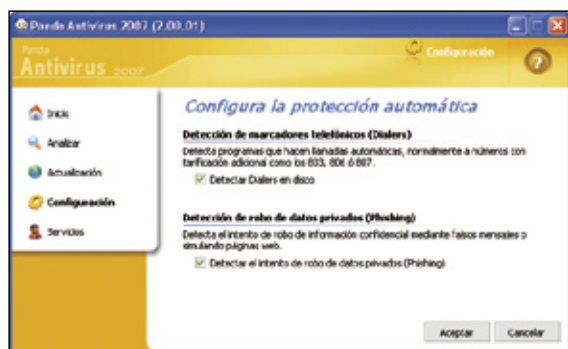 Panda Antivirus 2007 (2.00.01)
Panda
Antivirus 2007
Configuración
Inicio
Analizar
Actualización
Configuración
Servicios
Configura la protección automática
Detección de marcadores telefónicos (Dialers)
Detecta programas que hacen llamadas automáticas, normalmente a números con
tarificación adicional como los 803, 806 ó 807.
Detectar Dialers en disco
Detección de robo de datos privados (Phishing)
Detecta el intento de robo de información confidencial mediante falsos mensajes o
simulando páginas web.
Detectar el intento de robo de datos privados (Phishing)
Aceptar
Cancelar